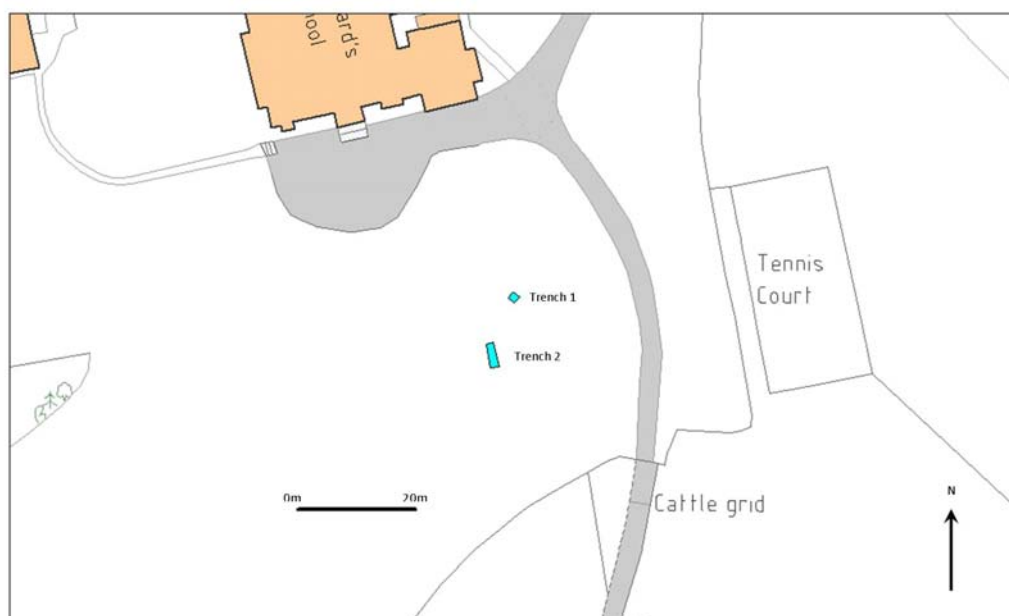 ard's
ool
Tennis
Court
Trench 1
Trench 2
0m 20m
Cattle grid
N